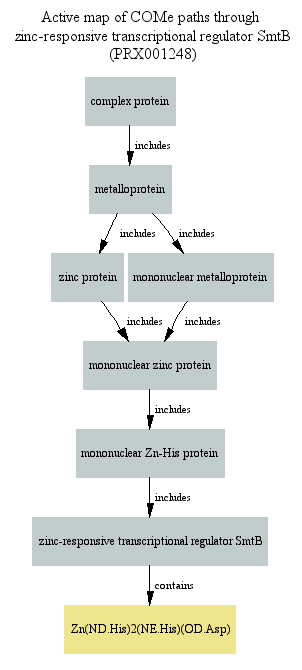 Active map of COMe paths through
zinc-responsive transcriptional regulator SmtB
(PRX001248)
complex protein
includes
metalloprotein
includes
includes
zinc protein
mononuclear metalloprotein
includes
includes
mononuclear zinc protein
includes
mononuclear Zn-His protein
includes
zinc-responsive transcriptional regulator SmtB
contains
Zn(ND.His)2(NE.His)(OD.Asp)